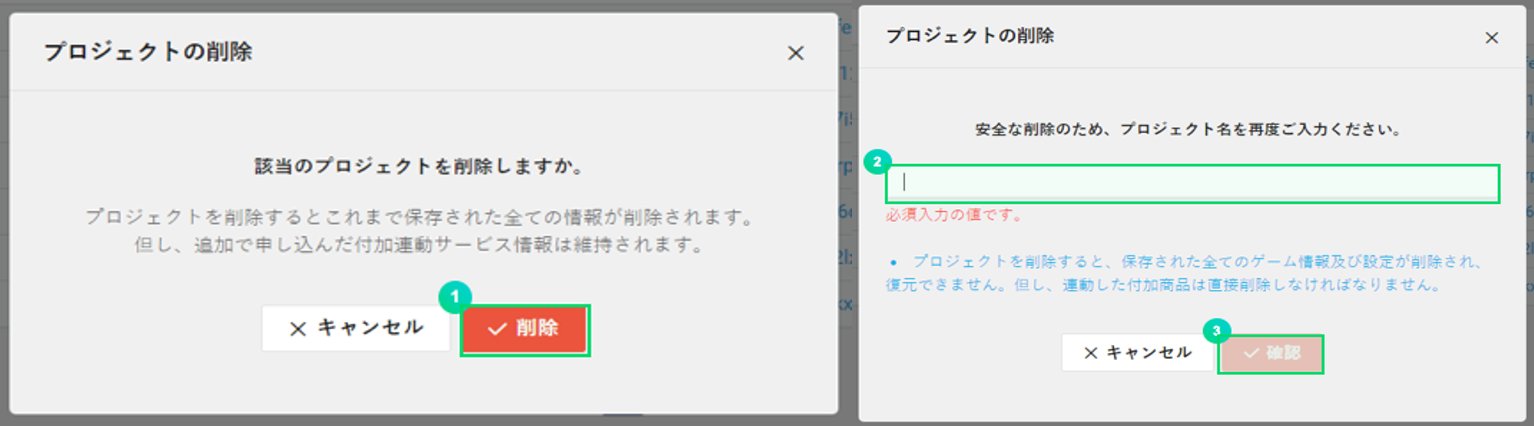 プロジェクトの削除
該当のプロジェクトを削除しますか。
プロジェクトを削除するとこれまで保存された全ての情報が削除されます。
但し、追加で申し込んだ付加連動サービス情報は維持されます。
1
キャンセル
削除
プロジェクトの削除
安全な削除のため、プロジェクト名を再度ご入力ください。
2
必須入力の値です。
• プロジェクトを削除すると、保存された全てのゲーム情報及び設定が削除され、
復元できません。但し、連動した付加商品は直接削除しなければなりません。
3
キャンセル
確認